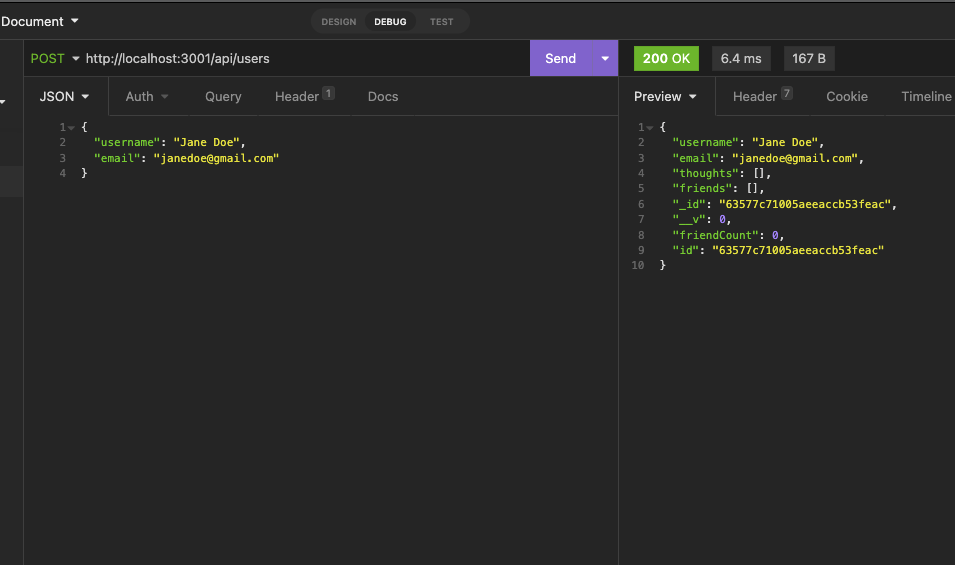 Document
DESIGN DEBUG TEST
POST http://localhost:3001/api/users Send 200 OK 6.4 ms 167 B
JSON Auth Query Header 1 Docs Preview Header 7 Cookie Timeline
1 {
2 "username": "Jane Doe",
3 "email": "janedoe@gmail.com"
4 }
1 {
2 "username": "Jane Doe",
3 "email": "janedoe@gmail.com",
4 "thoughts": [],
5 "friends": [],
6 "_id": "63577c71005aeeaccb53feac",
7 "__v": 0,
8 "friendCount": 0,
9 "id": "63577c71005aeeaccb53feac"
10 }